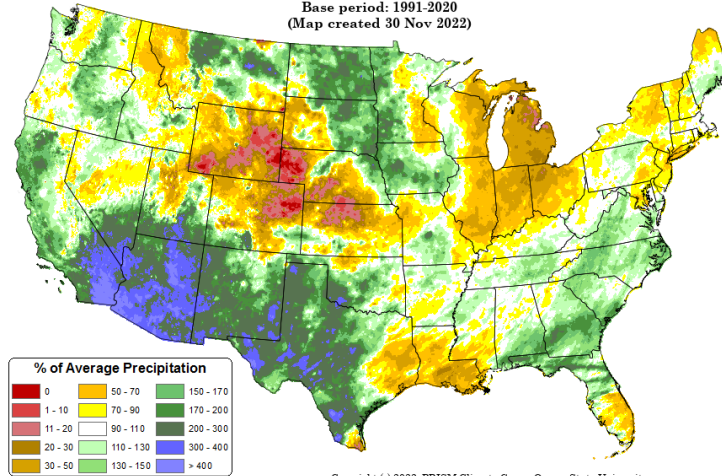 Base period: 1991-2020
(Map created 30 Nov 2022)
% of Average Precipitation
0
50 - 70
150 - 170
1 - 10
70 - 90
170 - 200
11 - 20
90 - 110
200 - 300
20 - 30
110 - 130
300 - 400
30 - 50
130 - 150
> 400